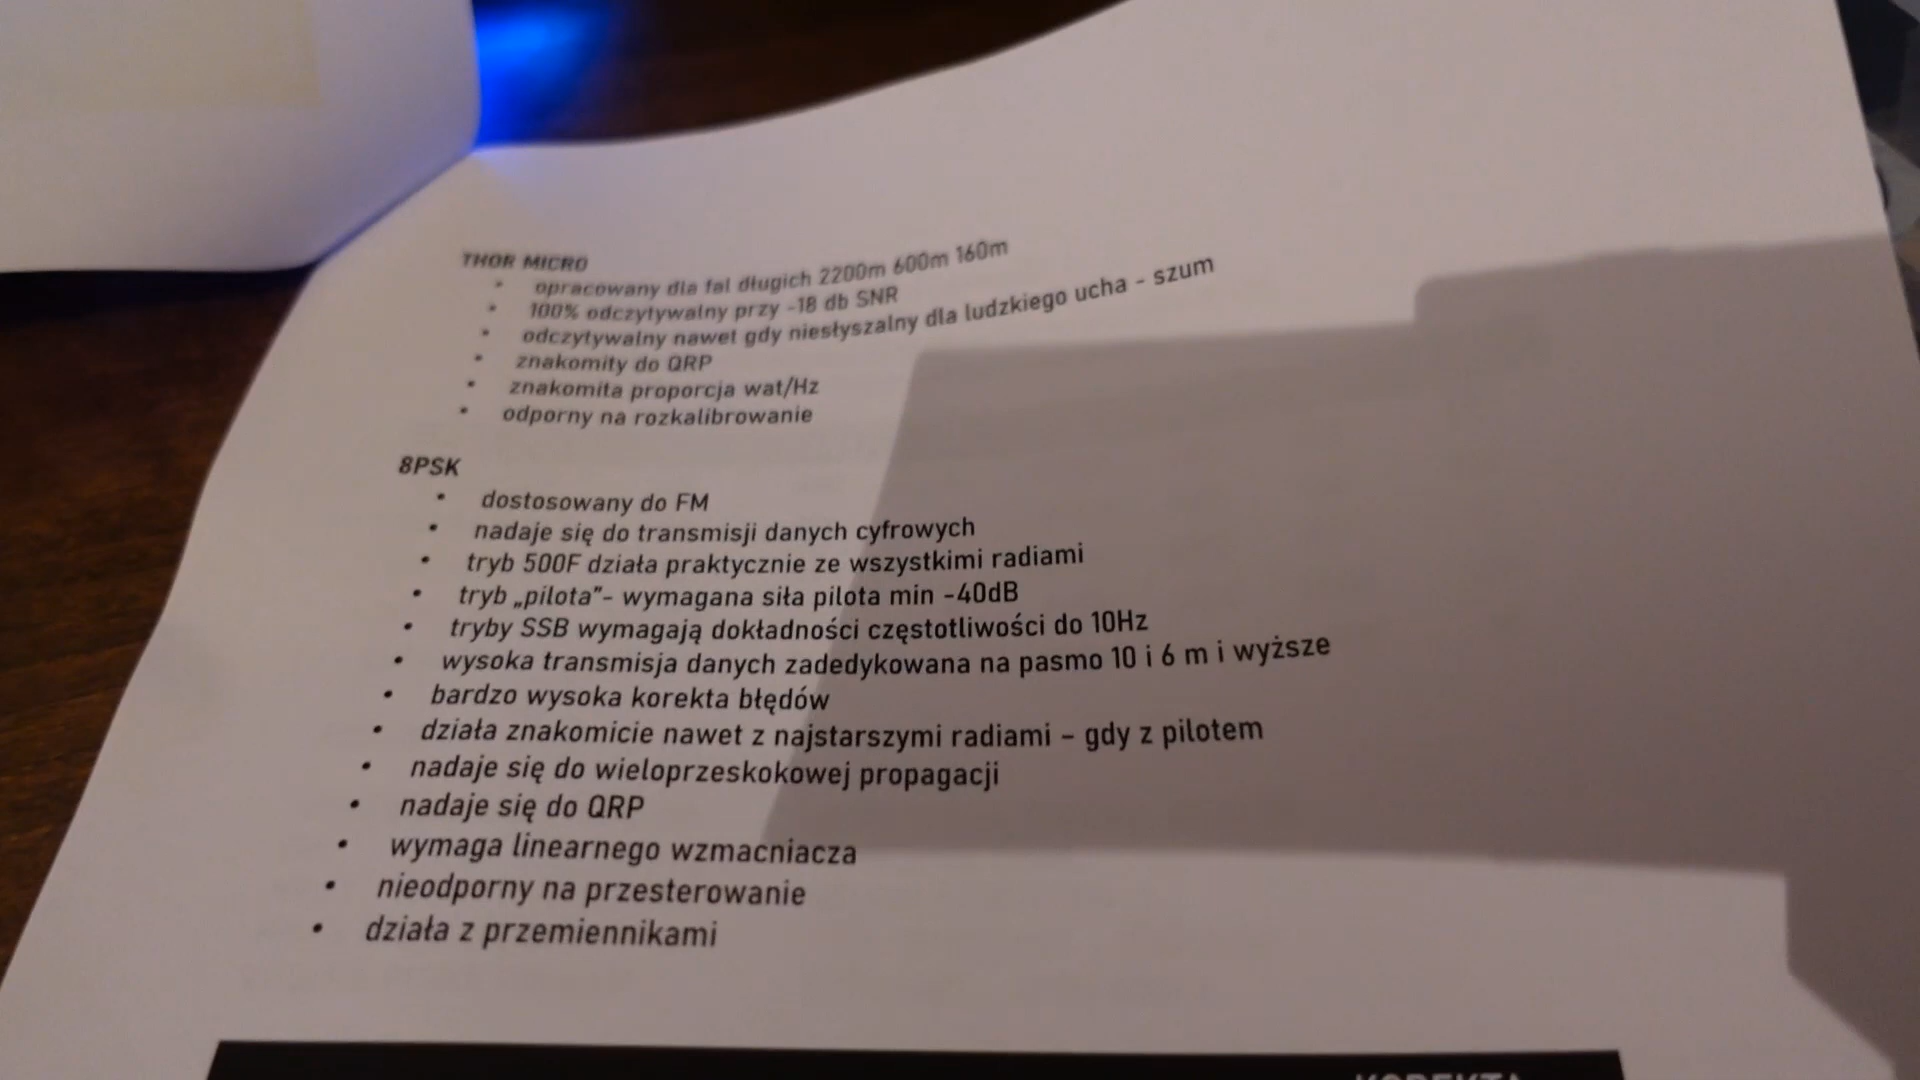 THOR MICRO
• opracowany dla fal długich 2200m 600m 160m
• 100% odczytywalny przy -18 db SNR
• odczytywalny nawet gdy niesłyszalny dla ludzkiego ucha - szum
• znakomity do QRP
• znakomita proporcja wat/Hz
• odporny na rozkalibrowanie
8PSK
• dostosowany do FM
• nadaje się do transmisji danych cyfrowych
• tryb 500F działa praktycznie ze wszystkimi radiami
• tryb „pilota”- wymagana siła pilota min -40dB
• tryby SSB wymagają dokładności częstotliwości do 10Hz
• wysoka transmisja danych zadedykowana na pasmo 10 i 6 m i wyższe
• bardzo wysoka korekta błędów
• działa znakomicie nawet z najstarszymi radiami – gdy z pilotem
• nadaje się do wieloprzeskokowej propagacji
• nadaje się do QRP
• wymaga linearnego wzmacniacza
• nieodporny na przesterowanie
• działa z przemiennikami
KOREKTA